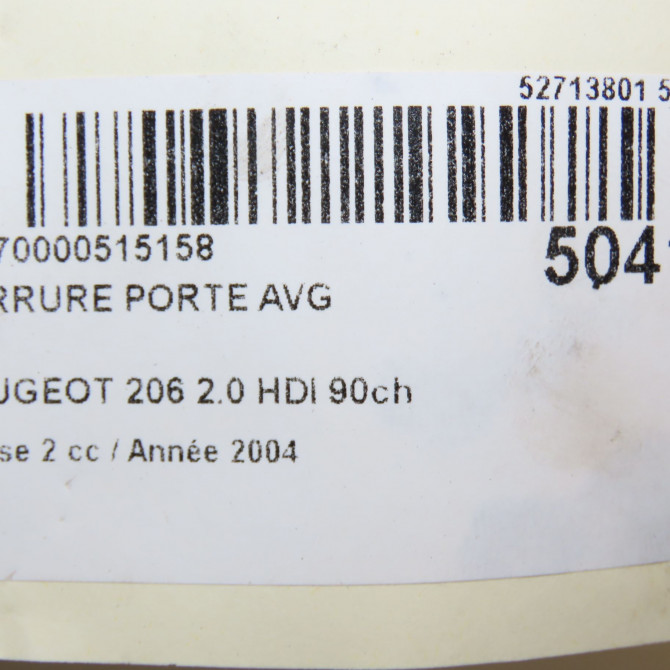 52713801 5
70000515158
504
RRURE PORTE AVG
UGEOT 206 2.0 HDI 90ch
se 2 cc / Année 2004